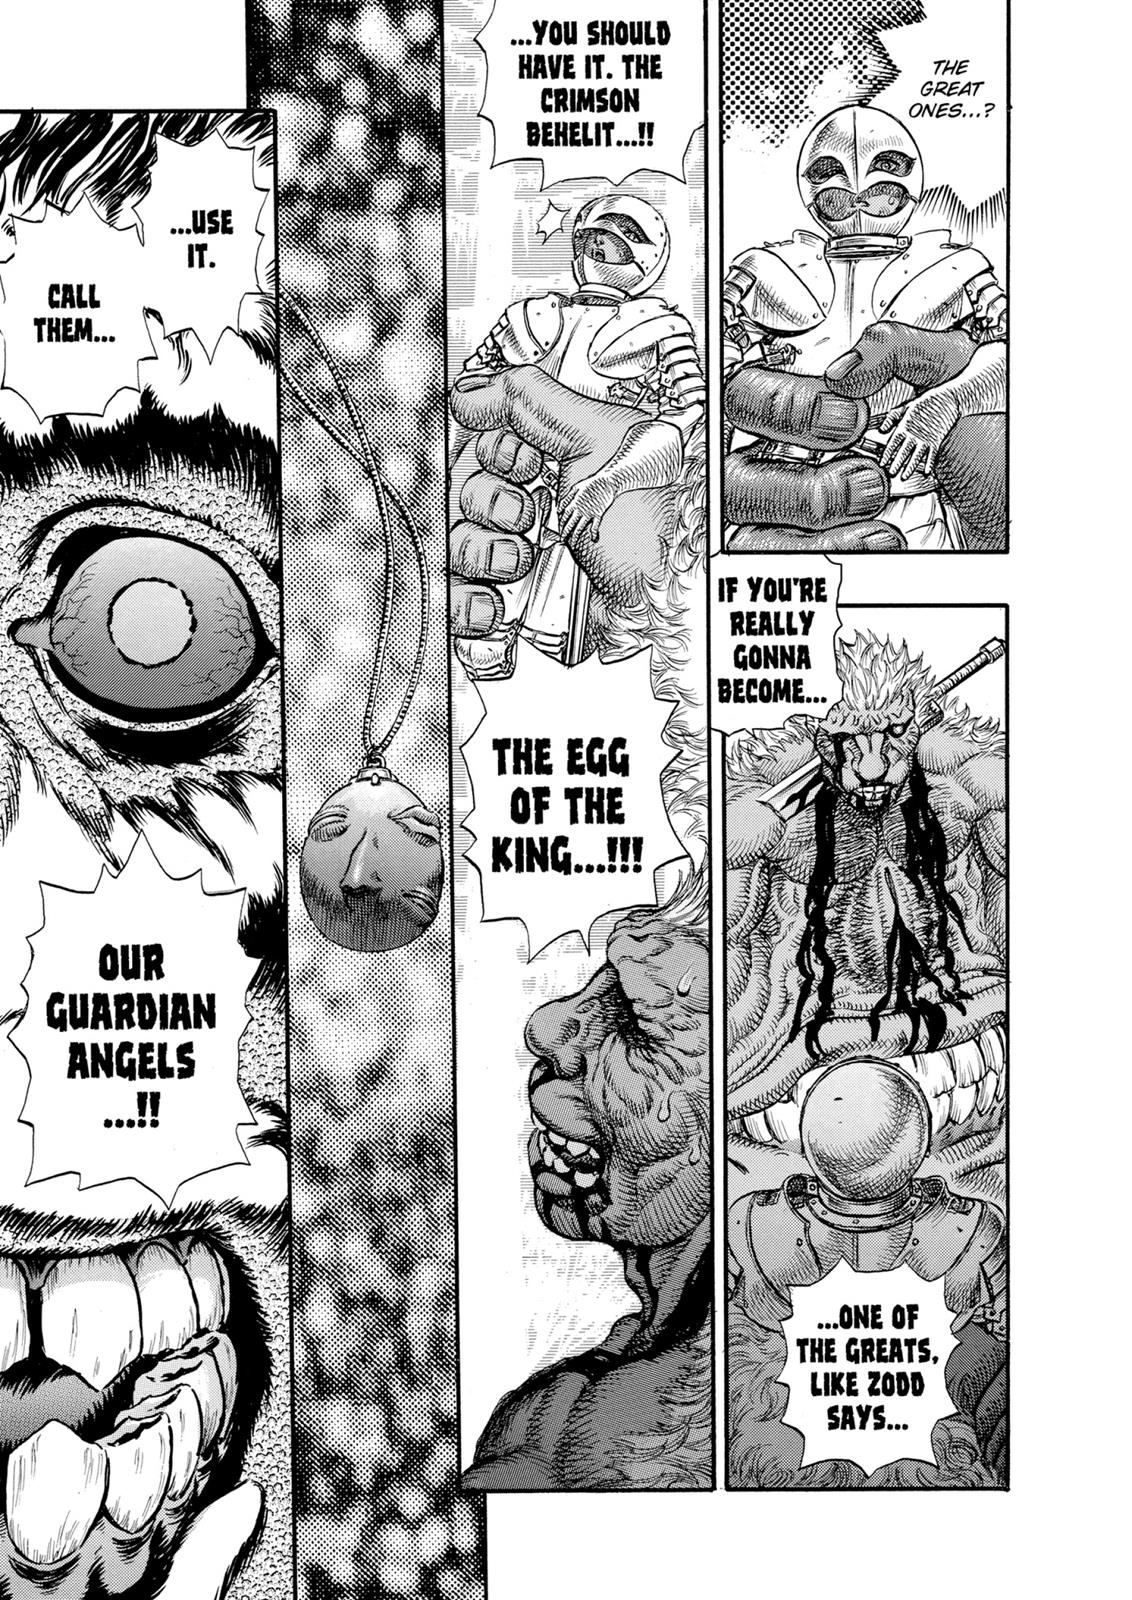 THE
GREAT
ONES...?
IF YOU'RE
REALLY
GONNA
BECOME...
...ONE OF
THE GREATS,
LIKE ZODD
SAYS...
...YOU SHOULD
HAVE IT. THE
CRIMSON
BEHELIT...!!
THE EGG
OF THE
KING...!!!
...USE
IT.
CALL
THEM...
OUR
GUARDIAN
ANGELS
...!!